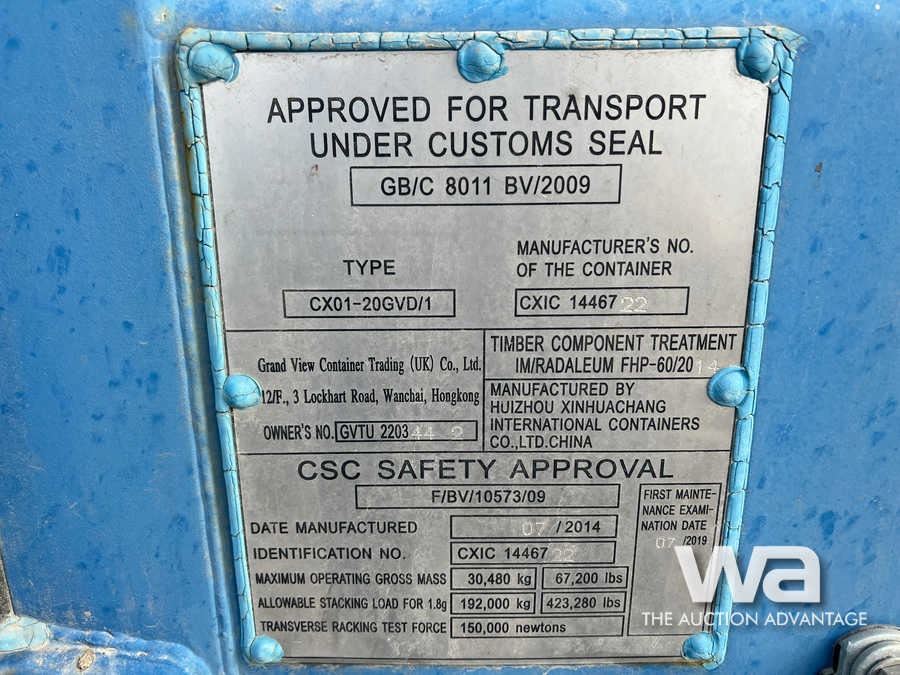 APPROVED FOR TRANSPORT
UNDER CUSTOMS SEAL
GB/C 8011 BV/2009
TYPE
CX01-20GVD/1
MANUFACTURER'S NO.
OF THE CONTAINER
CXIC 1446722
Grand View Container Trading (UK) Co., Ltd.
12/F., 3 Lockhart Road, Wanchai, Hongkong
OWNER'S NO. GVTU 220344 2
TIMBER COMPONENT TREATMENT
IM/RADALEUM FHP-60/2014
MANUFACTURED BY
HUIZHOU XINHUACHANG
INTERNATIONAL CONTAINERS
CO.,LTD.CHINA
CSC SAFETY APPROVAL
F/BV/10573/09
DATE MANUFACTURED 07 / 2014
IDENTIFICATION NO. CXIC 1446722
MAXIMUM OPERATING GROSS MASS 30,480 kg 67,200 lbs
ALLOWABLE STACKING LOAD FOR 1.8g 192,000 kg 423,280 lbs
TRANSVERSE RACKING TEST FORCE 150,000 newtons
FIRST MAINTE-
NANCE EXAMI-
NATION DATE
07 /2019
wa
THE AUCTION ADVANTAGE